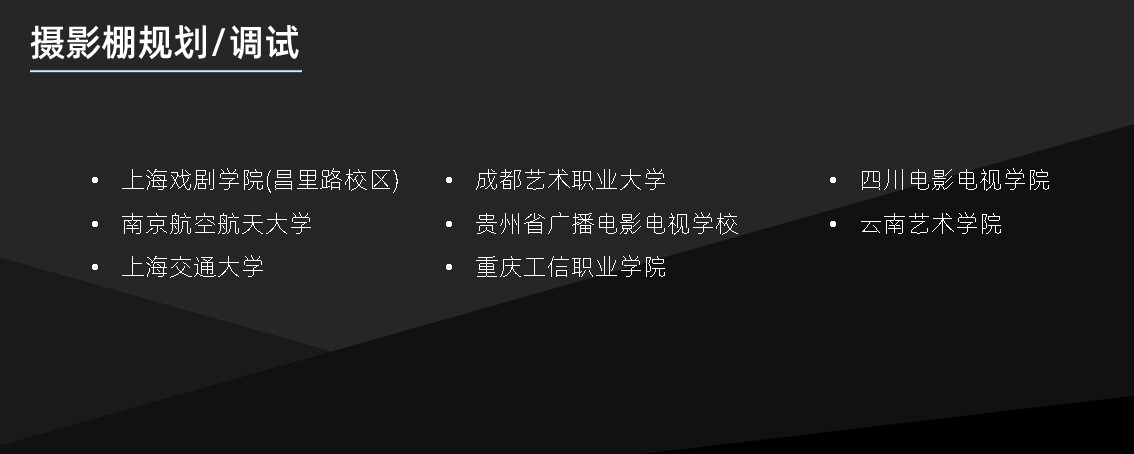 摄影棚规划/调试
• 上海戏剧学院(昌里路校区)
• 南京航空航天大学
• 上海交通大学
• 成都艺术职业大学
• 贵州省广播电影电视学校
• 重庆工信职业学院
• 四川电影电视学院
• 云南艺术学院